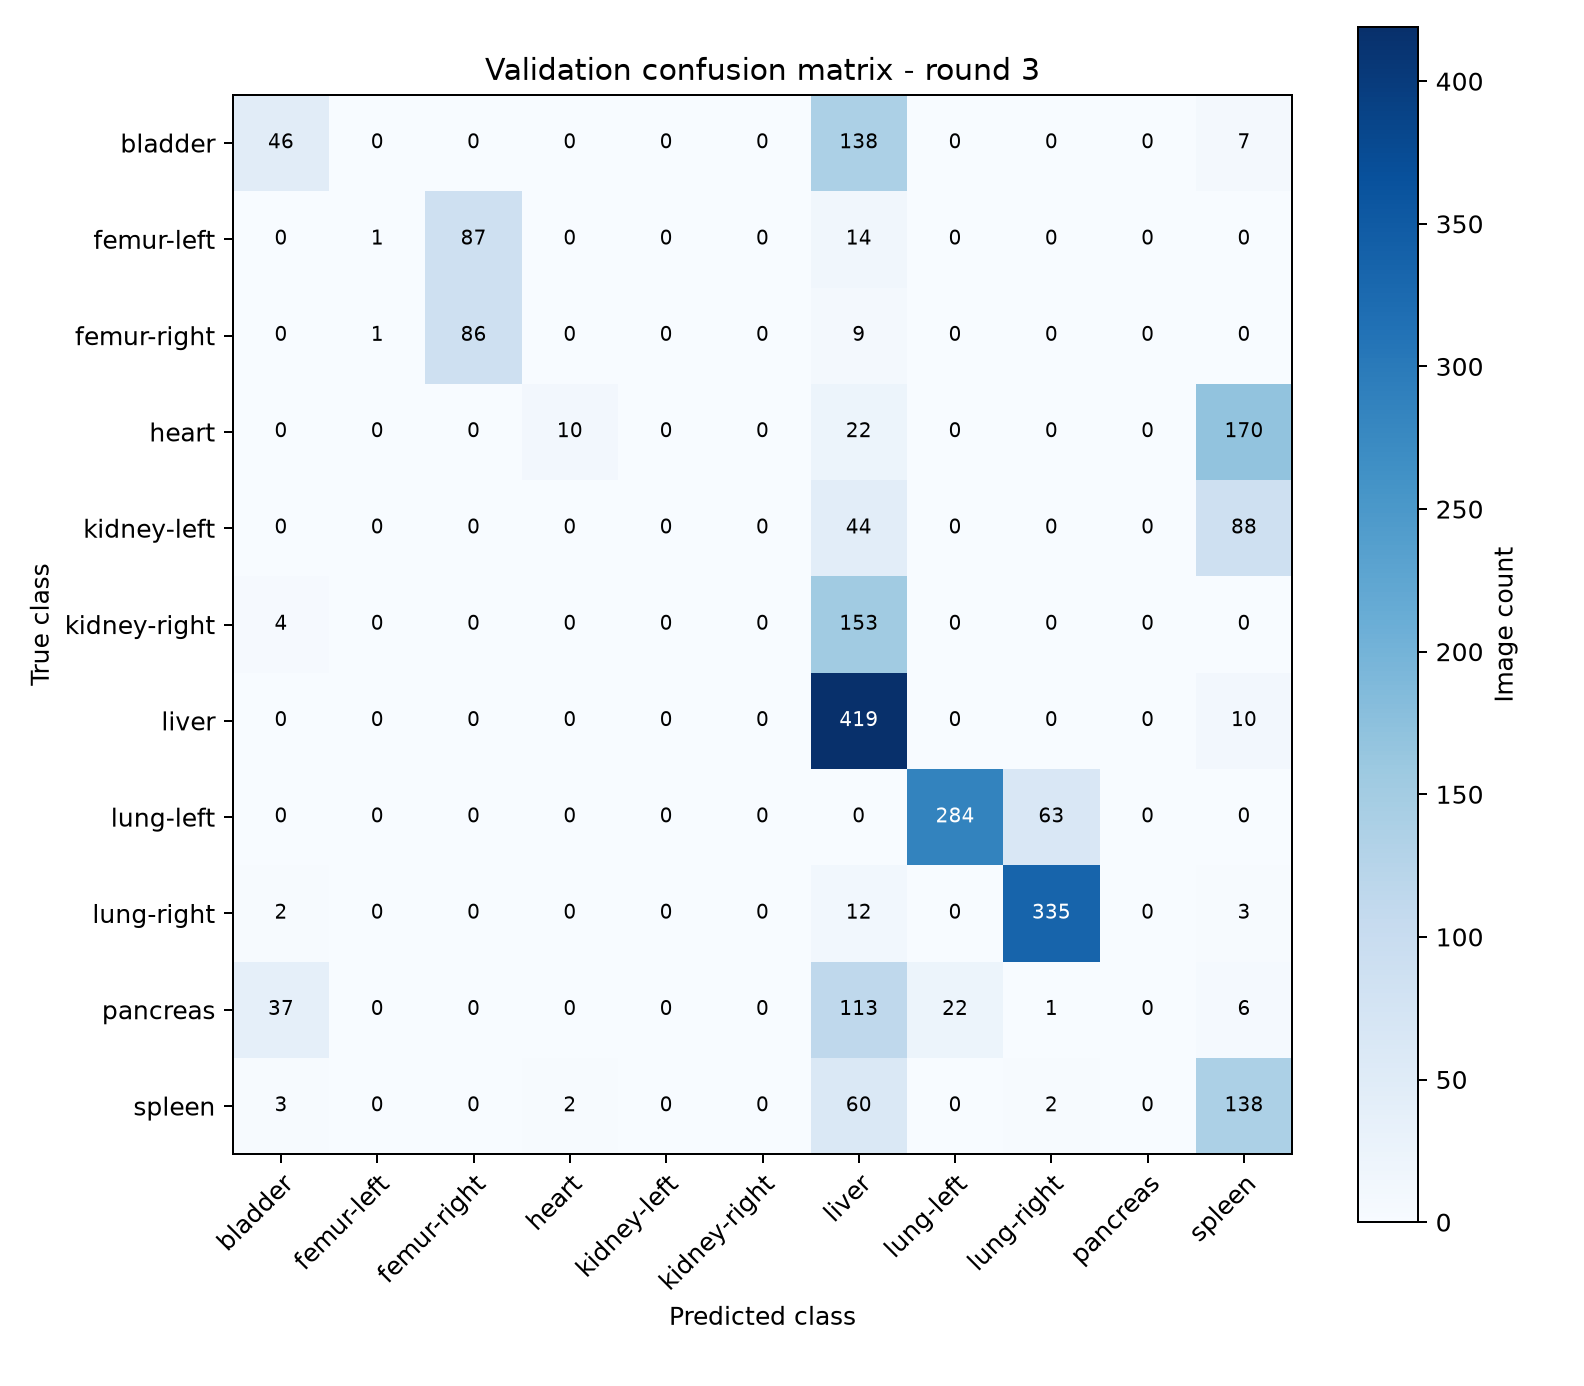 Validation confusion matrix - round 3
bladder 46 0 0 0 0 0 138 0 0 0 7
femur-left 0 1 87 0 0 0 14 0 0 0 0
femur-right 0 1 86 0 0 0 9 0 0 0 0
heart 0 0 0 10 0 0 22 0 0 0 170
kidney-left 0 0 0 0 0 0 44 0 0 0 88
kidney-right 4 0 0 0 0 0 153 0 0 0 0
liver 0 0 0 0 0 0 419 0 0 0 10
lung-left 0 0 0 0 0 0 0 284 63 0 0
lung-right 2 0 0 0 0 0 12 0 335 0 3
pancreas 37 0 0 0 0 0 113 22 1 0 6
spleen 3 0 0 2 0 0 60 0 2 0 138
bladder femur-left femur-right heart kidney-left kidney-right liver lung-left lung-right pancreas spleen
Predicted class
True class
400
350
300
250
200
150
100
50
0
Image count